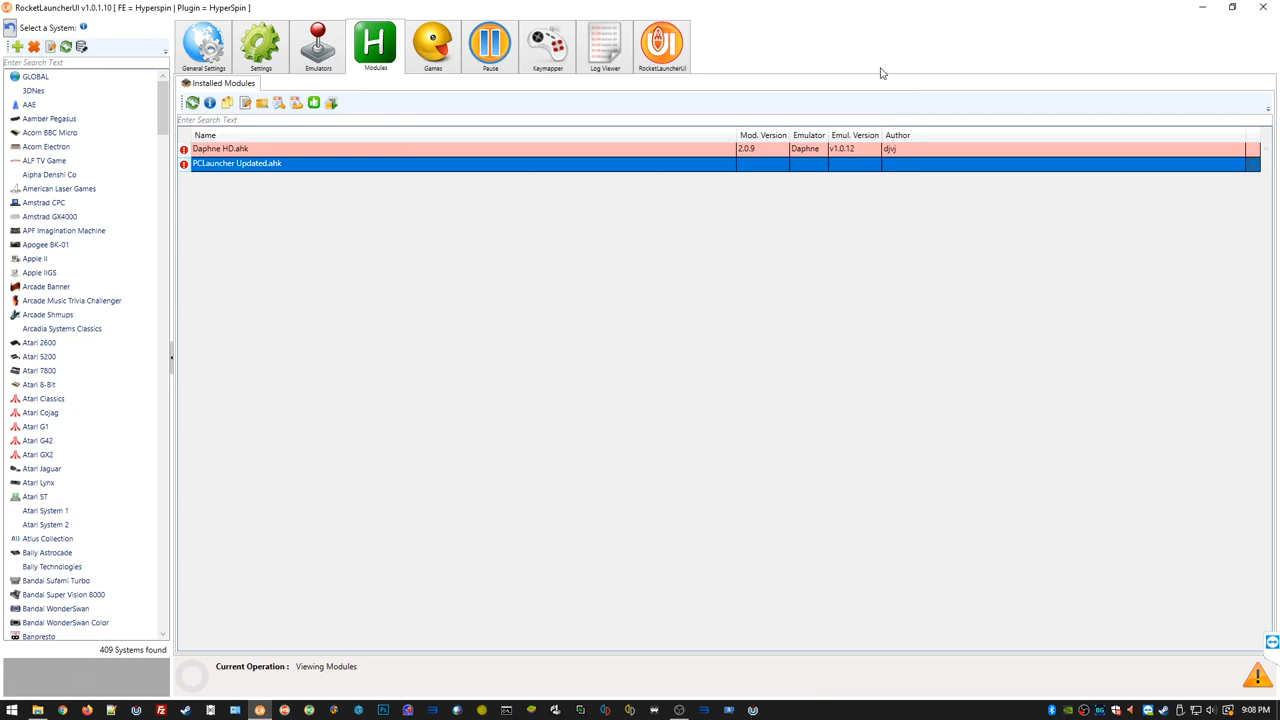 RocketLauncherUI v1.0.1.10 [ FE = Hyperspin | Plugin = HyperSpin ]
Select a System:
Enter Search Text
GLOBAL
3DNes
AAE
Aamber Pegasus
Acorn BBC Micro
Acorn Electron
ALF TV Game
Alpha Denshi Co
American Laser Games
Amstrad CPC
Amstrad GX4000
APF Imagination Machine
Apogee BK-01
Apple II
Apple IIGS
Arcade Banner
Arcade Music Trivia Challenger
Arcade Shmups
Arcadia Systems Classics
Atari 2600
Atari 5200
Atari 7800
Atari 8-Bit
Atari Classics
Atari Cojag
Atari G1
Atari G42
Atari GX2
Atari Jaguar
Atari Lynx
Atari ST
Atari System 1
Atari System 2
Atlus Collection
Bally Astrocade
Bally Technologies
Bandai Sufami Turbo
Bandai Super Vision 8000
Bandai WonderSwan
Bandai WonderSwan Color
Banpresto
409 Systems found
General Settings
Settings
Emulators
Modules
Games
Pause
Keymapper
Log Viewer
RocketLauncherUI
Installed Modules
Enter Search Text
Name Mod. Version Emulator Emul. Version Author
Daphne HD.ahk 2.0.9 Daphne v1.0.12 djvj
PCLauncher Updated.ahk
Current Operation : Viewing Modules
9:08 PM